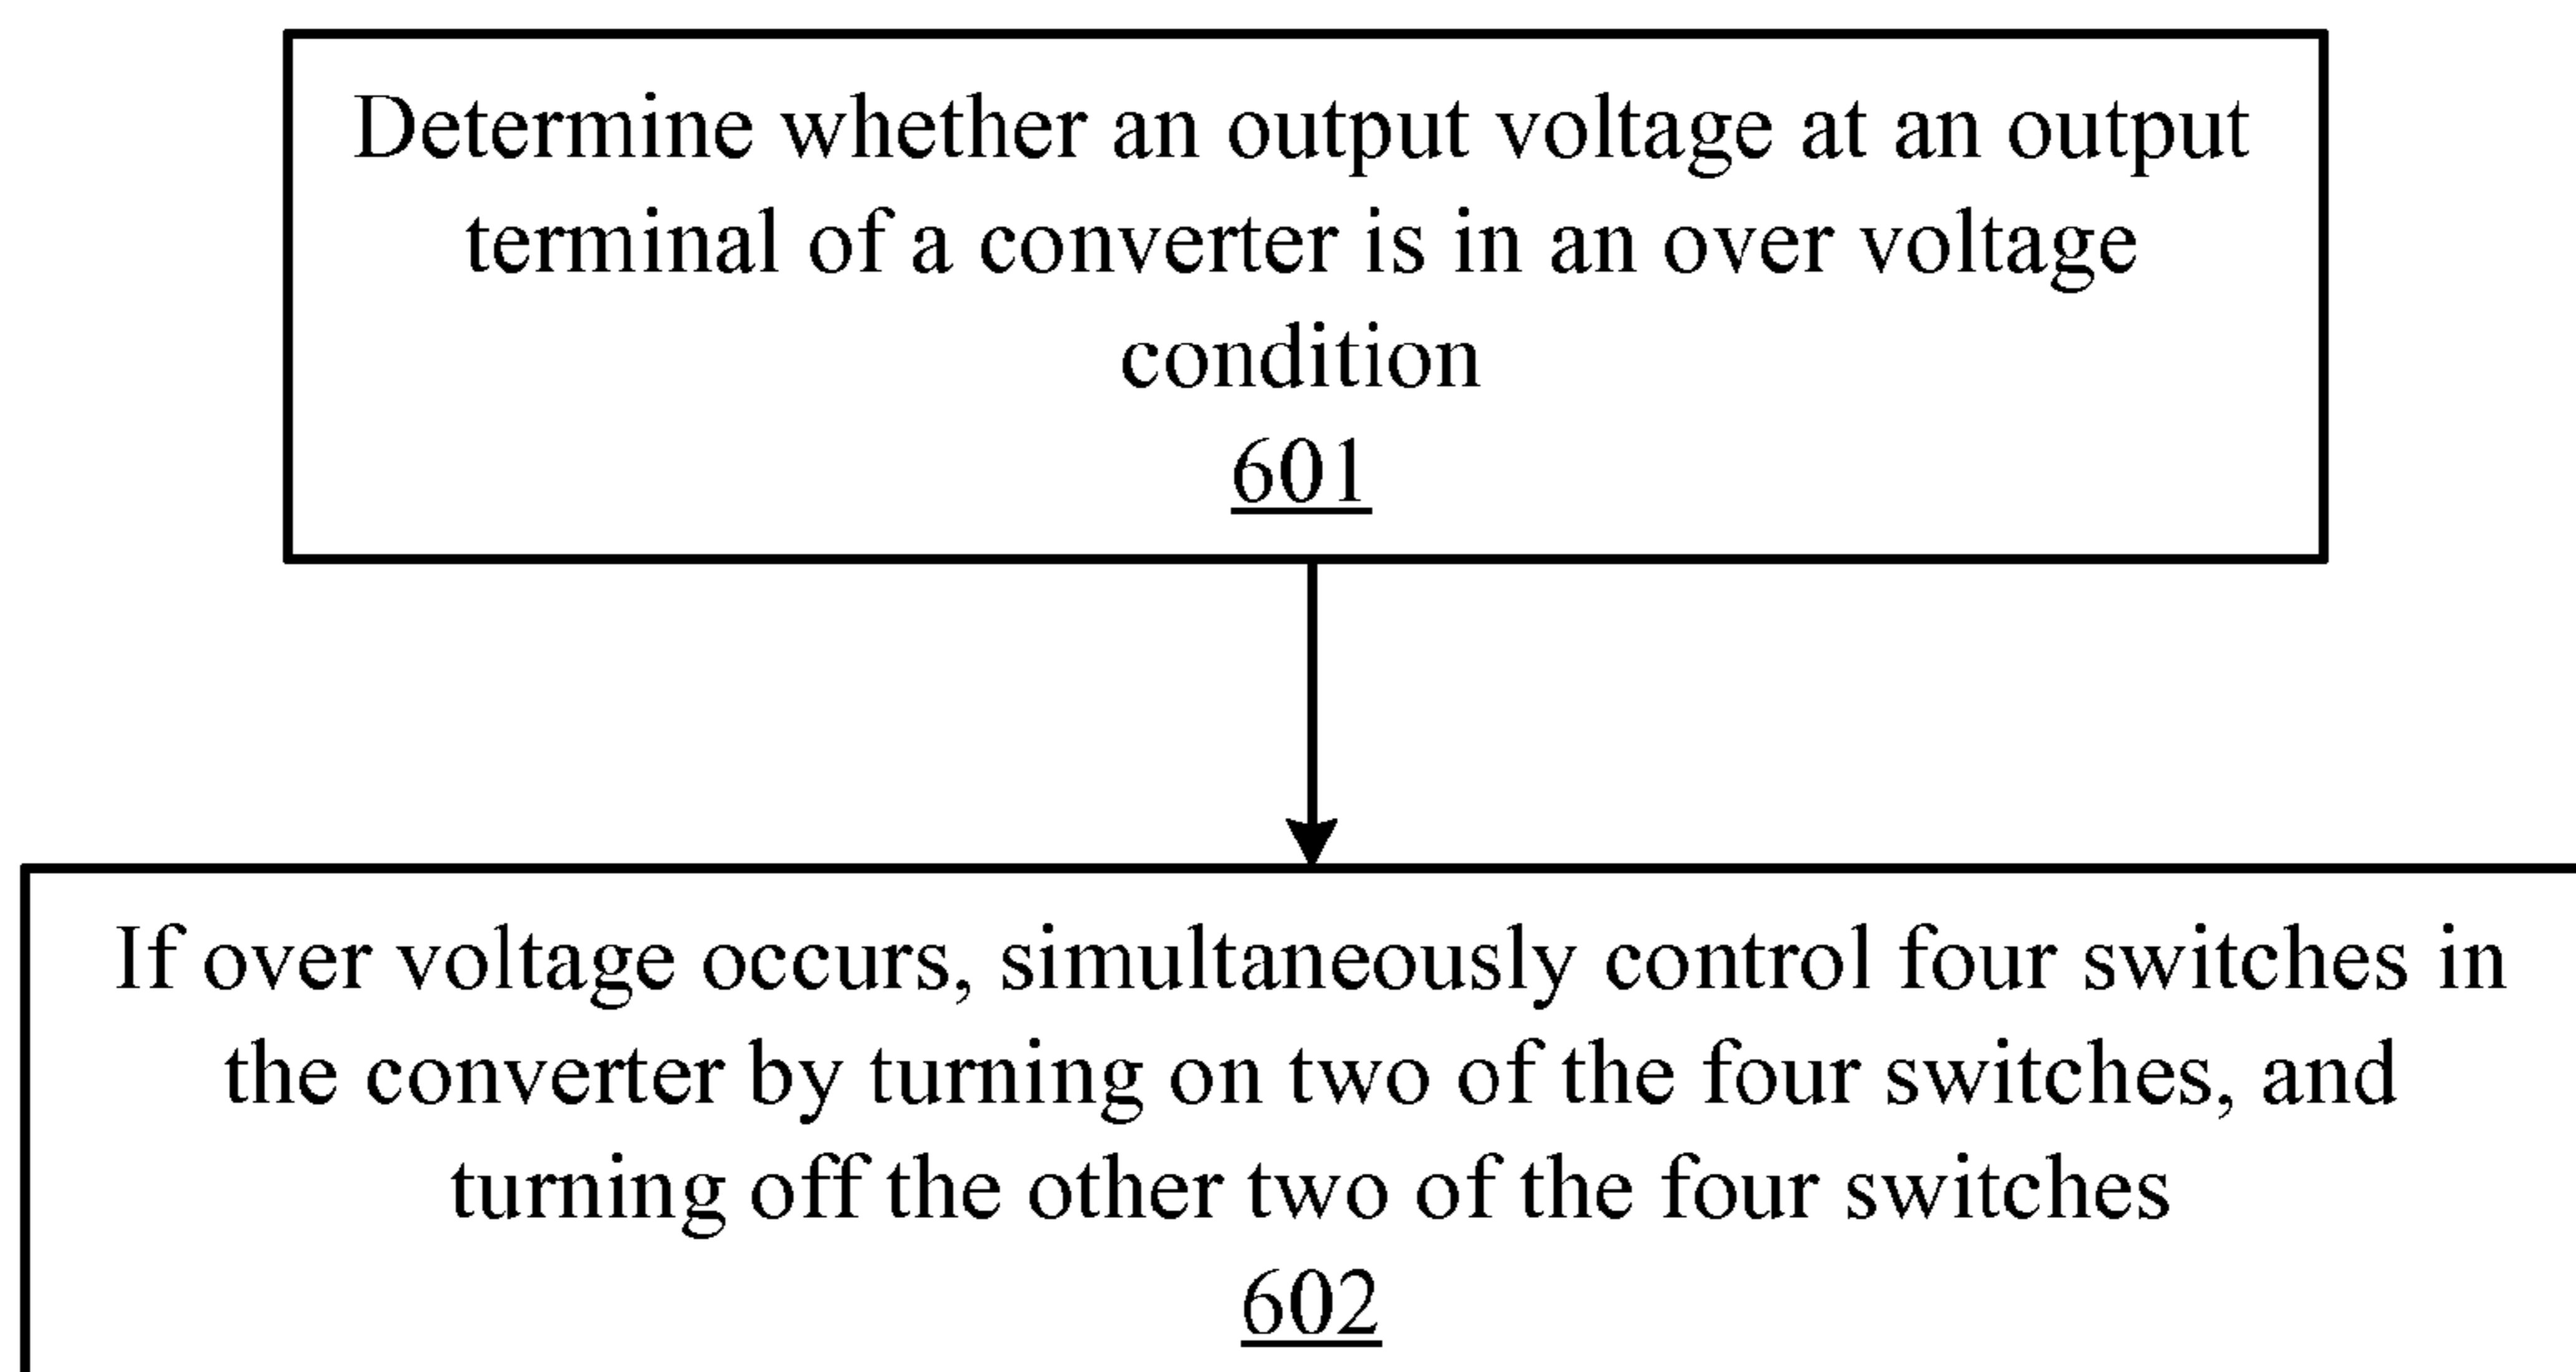 Determine whether an output voltage at an output
terminal of a converter is in an over voltage
condition
601
If over voltage occurs, simultaneously control four switches in
the converter by turning on two of the four switches, and
turning off the other two of the four switches
602